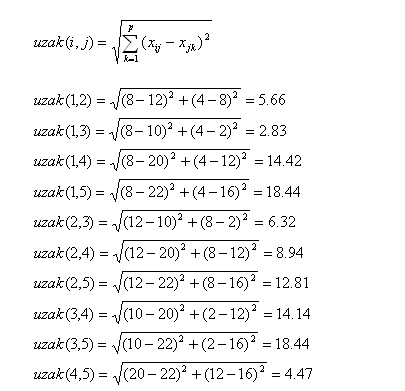 uzak(i, j) = √(∑_{k=1}^{p} (x_{ij} − x_{jk})²)
uzak(1,2) = √((8−12)² + (4−8)²) = 5.66
uzak(1,3) = √((8−10)² + (4−2)²) = 2.83
uzak(1,4) = √((8−20)² + (4−12)²) = 14.42
uzak(1,5) = √((8−22)² + (4−16)²) = 18.44
uzak(2,3) = √((12−10)² + (8−2)²) = 6.32
uzak(2,4) = √((12−20)² + (8−12)²) = 8.94
uzak(2,5) = √((12−22)² + (8−16)²) = 12.81
uzak(3,4) = √((10−20)² + (2−12)²) = 14.14
uzak(3,5) = √((10−22)² + (2−16)²) = 18.44
uzak(4,5) = √((20−22)² + (12−16)²) = 4.47